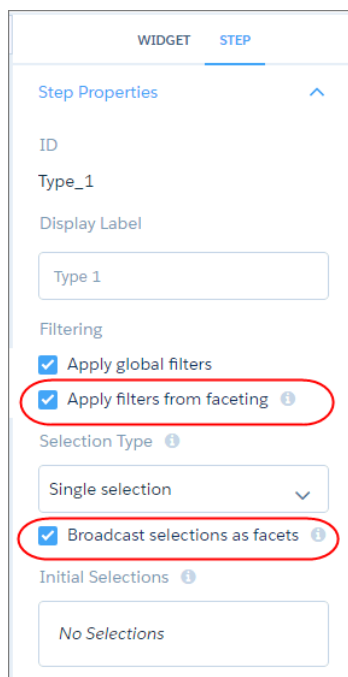 WIDGET STEP
Step Properties
ID
Type_1
Display Label
Type 1
Filtering
Apply global filters
Apply filters from faceting
Selection Type
Single selection
Broadcast selections as facets
Initial Selections
No Selections